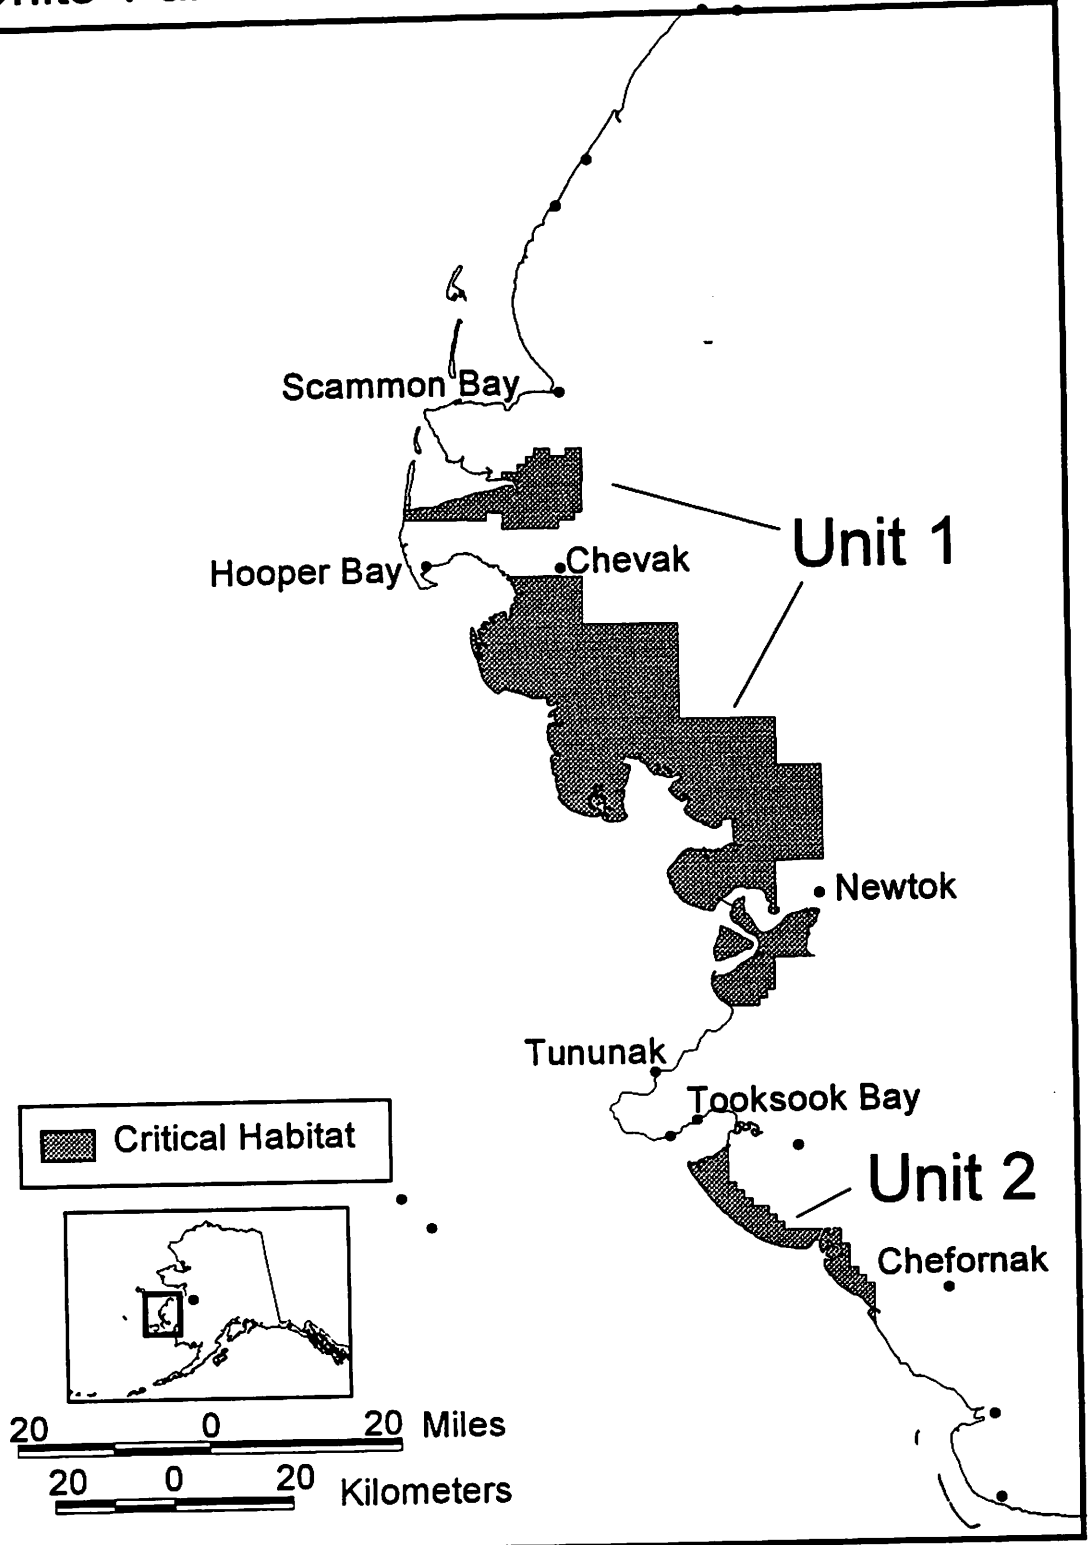 Scammon Bay
Unit 1
Hooper Bay
Chevak
Newtok
Tununak
Tooksook Bay
Critical Habitat
Unit 2
Chefornak
20 0 20 Miles
20 0 20 Kilometers